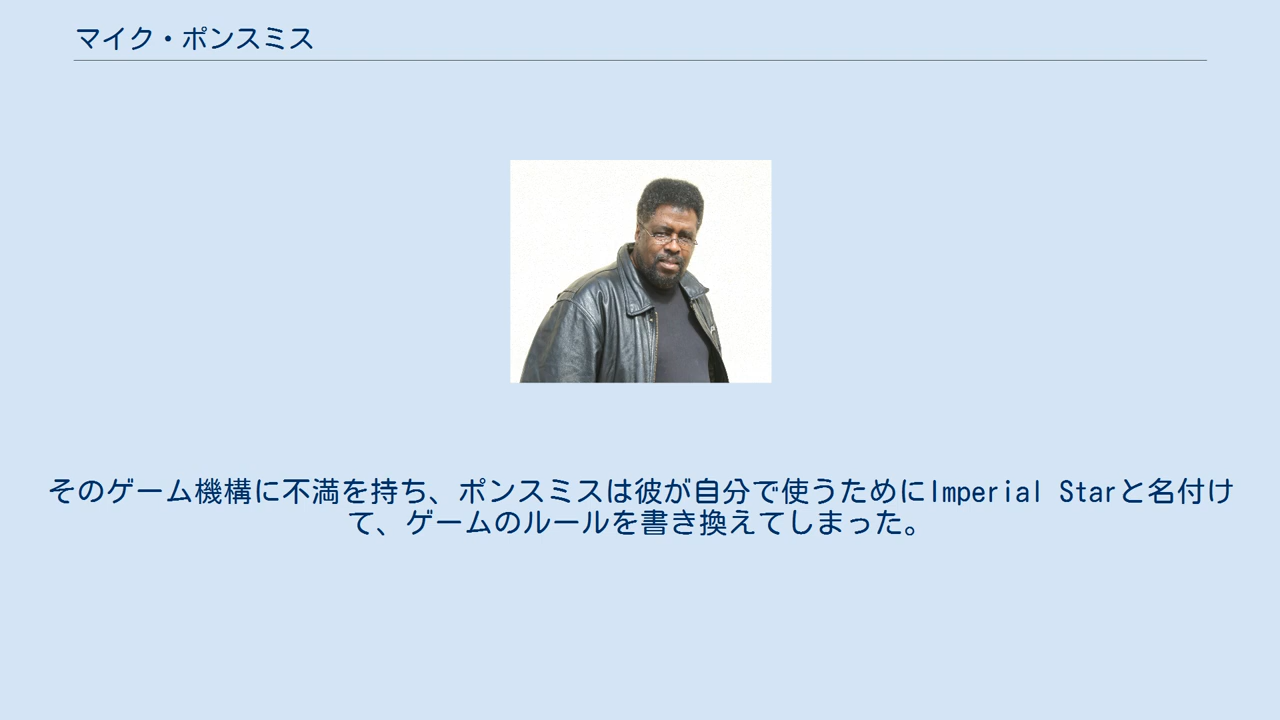 マイク・ポンスミス
そのゲーム機構に不満を持ち、ポンスミスは彼が自分で使うためにImperial Starと名付け
て、ゲームのルールを書き換えてしまった。